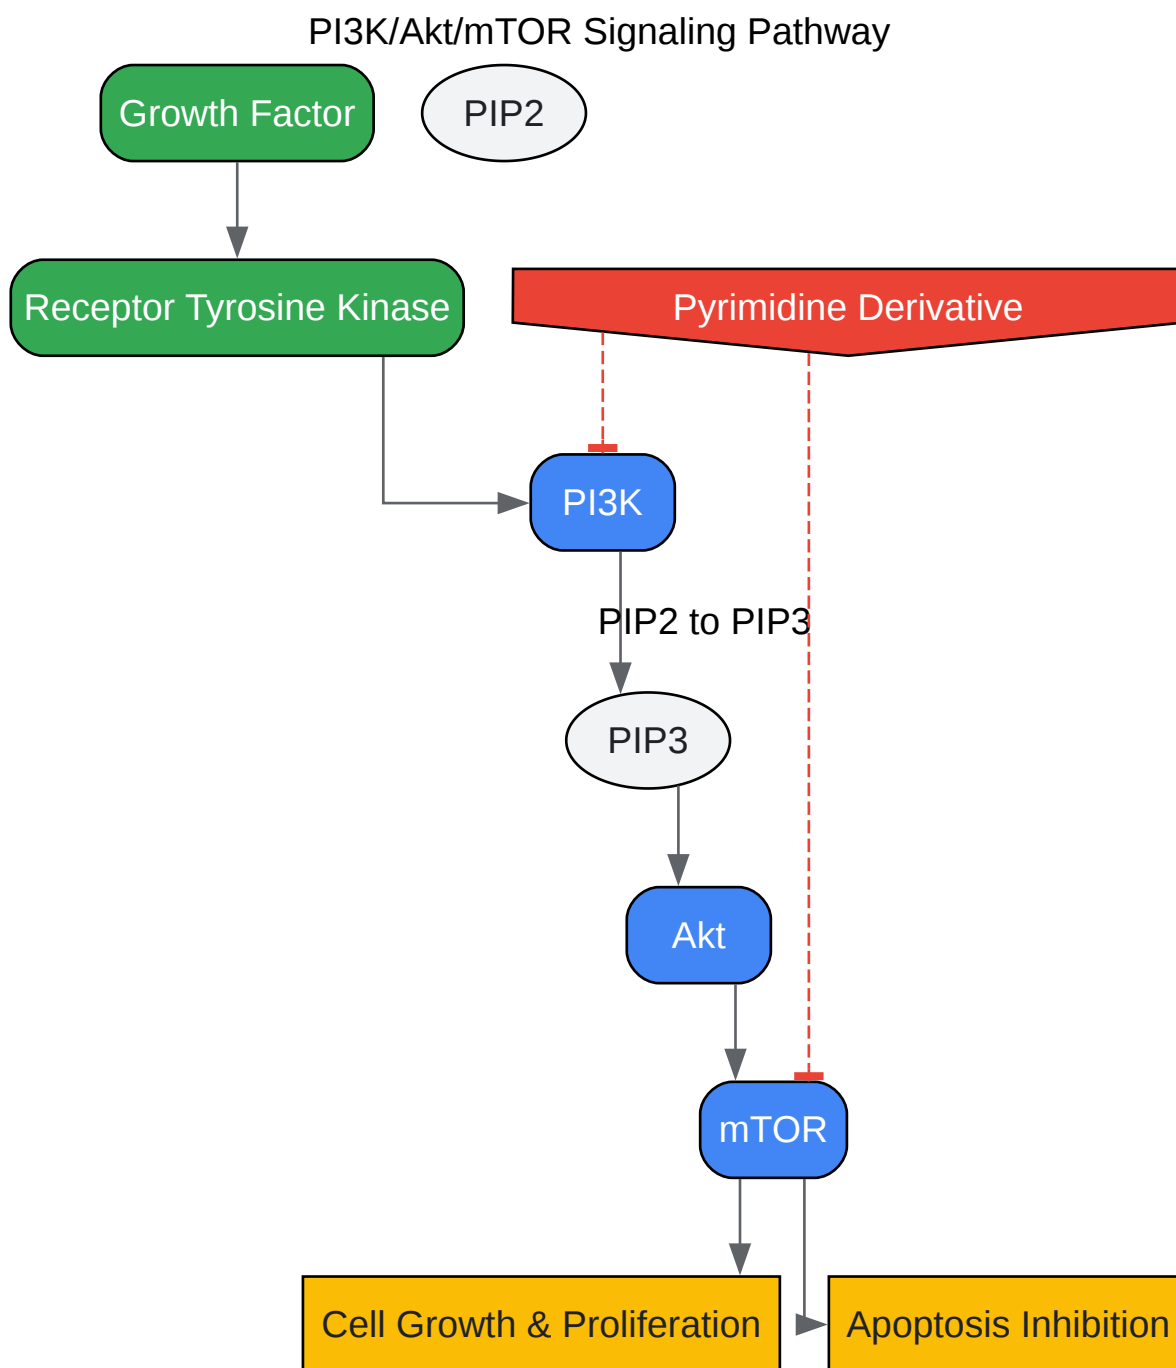 PI3K/Akt/mTOR Signaling Pathway
Growth Factor
PIP2
Receptor Tyrosine Kinase
Pyrimidine Derivative
PI3K
PIP2 to PIP3
PIP3
Akt
mTOR
Cell Growth & Proliferation
Apoptosis Inhibition